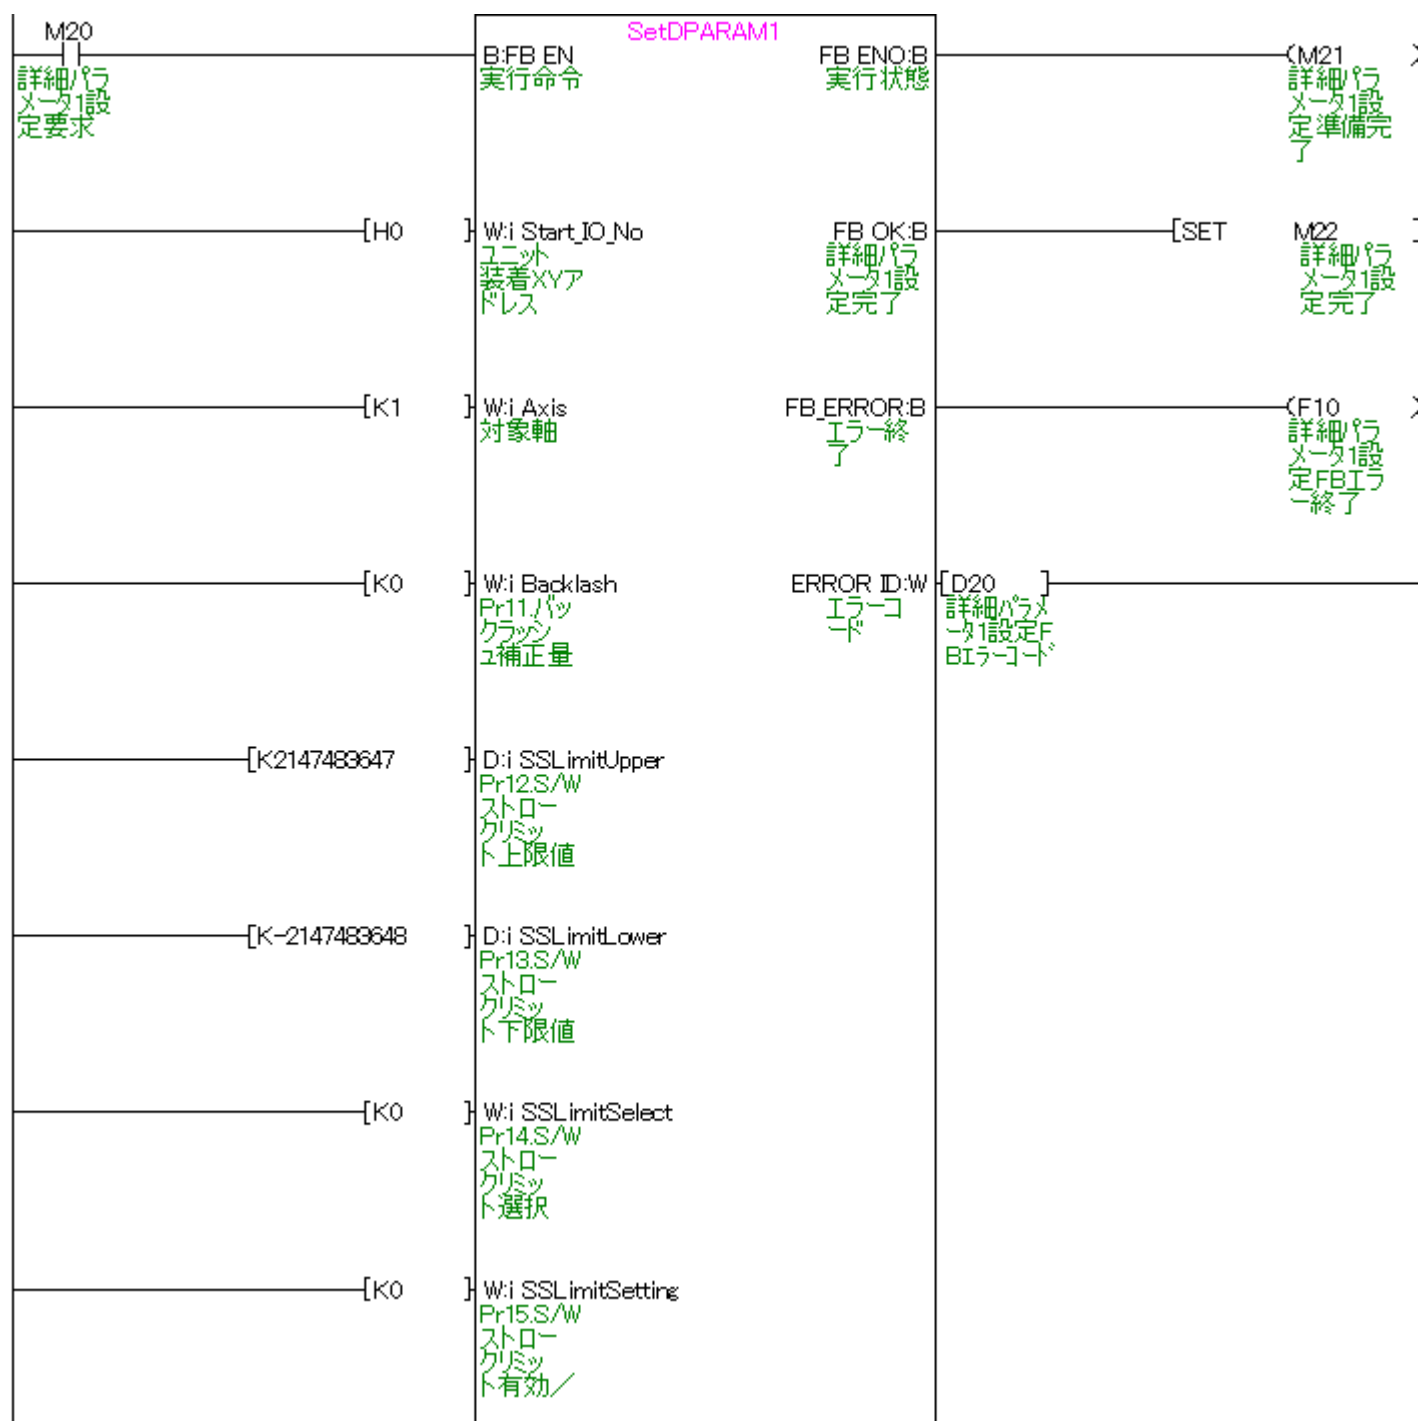 M20
詳細パラ
メータ1設
定要求
SetDPARAM1
B:FB EN
実行命令
FB ENO:B
実行状態
(M21 )
詳細パラ
メータ1設
定準備完
了
[H0 ]
W:i Start_IO_No
ユニット
装着XYア
ドレス
FB OK:B
詳細パラ
メータ1設
定完了
[SET M22 ]
詳細パラ
メータ1設
定完了
[K1 ]
W:i Axis
対象軸
FB_ERROR:B
エラー終
了
(F10 )
詳細パラ
メータ1設
定FBエラ
ー終了
[K0 ]
W:i Backlash
Pr11.バッ
クラッシ
ュ補正量
ERROR ID:W
エラーコ
ード
[D20 ]
詳細パラメ
ータ1設定F
Bエラーコード
[K2147483647 ]
D:i SSLimitUpper
Pr12.S/W
ストロー
クリミッ
ト上限値
[K-2147483648 ]
D:i SSLimitLower
Pr13.S/W
ストロー
クリミッ
ト下限値
[K0 ]
W:i SSLimitSelect
Pr14.S/W
ストロー
クリミッ
ト選択
[K0 ]
W:i SSLimitSetting
Pr15.S/W
ストロー
クリミッ
ト有効/